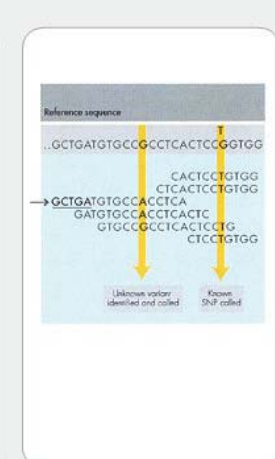 Reference sequence
T
..GCTGATGTGCCGCCTCACTCCGGTGG
CACTCCTGTGG
CTCACTCCTGTGG
GCTGATGTGCCACCTCA
GATGTGCCACCTCACTC
GTGCCGCCTCACTCCTG
CTCCTGTGG
Unknown variant
identified and called
Known
SNP called